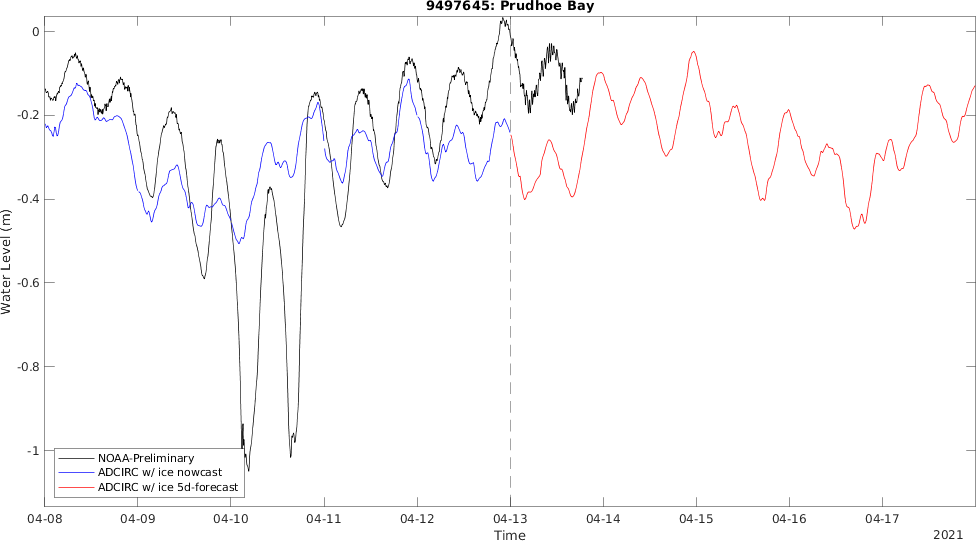 9497645: Prudhoe Bay
0
-0.2
-0.4
-0.6
-0.8
-1
Water Level (m)
NOAA-Preliminary
ADCIRC w/ ice nowcast
ADCIRC w/ ice 5d-forecast
04-08 04-09 04-10 04-11 04-12 04-13 04-14 04-15 04-16 04-17
Time
2021